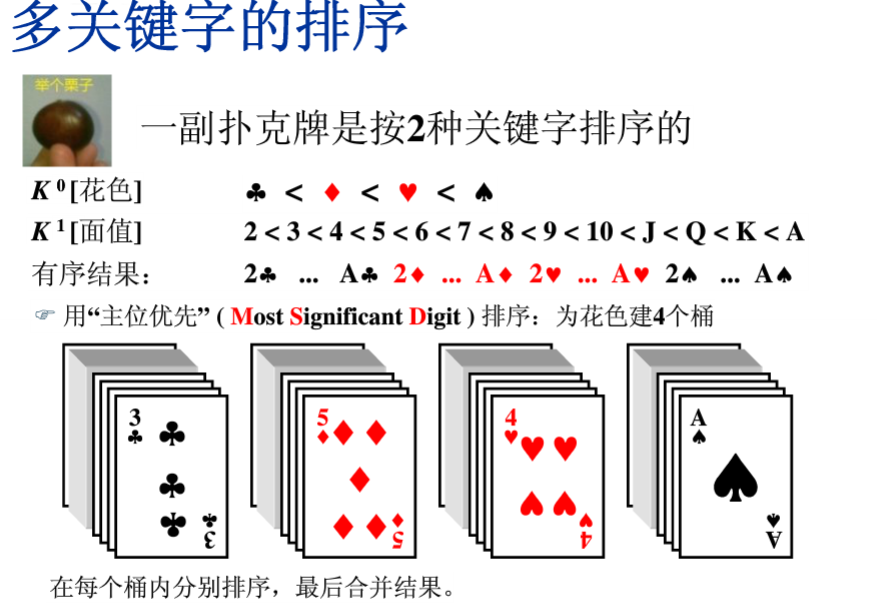 多关键字的排序
举个栗子
一副扑克牌是按2种关键字排序的
K⁰[花色] ♣ < ♦ < ♥ < ♠
K¹[面值] 2 < 3 < 4 < 5 < 6 < 7 < 8 < 9 < 10 < J < Q < K < A
有序结果： 2♣ ... A♣ 2♦ ... A♦ 2♥ ... A♥ 2♠ ... A♠
☞ 用“主位优先” ( Most Significant Digit ) 排序：为花色建4个桶
3 5 4 A
3 5 4 A
在每个桶内分别排序，最后合并结果。